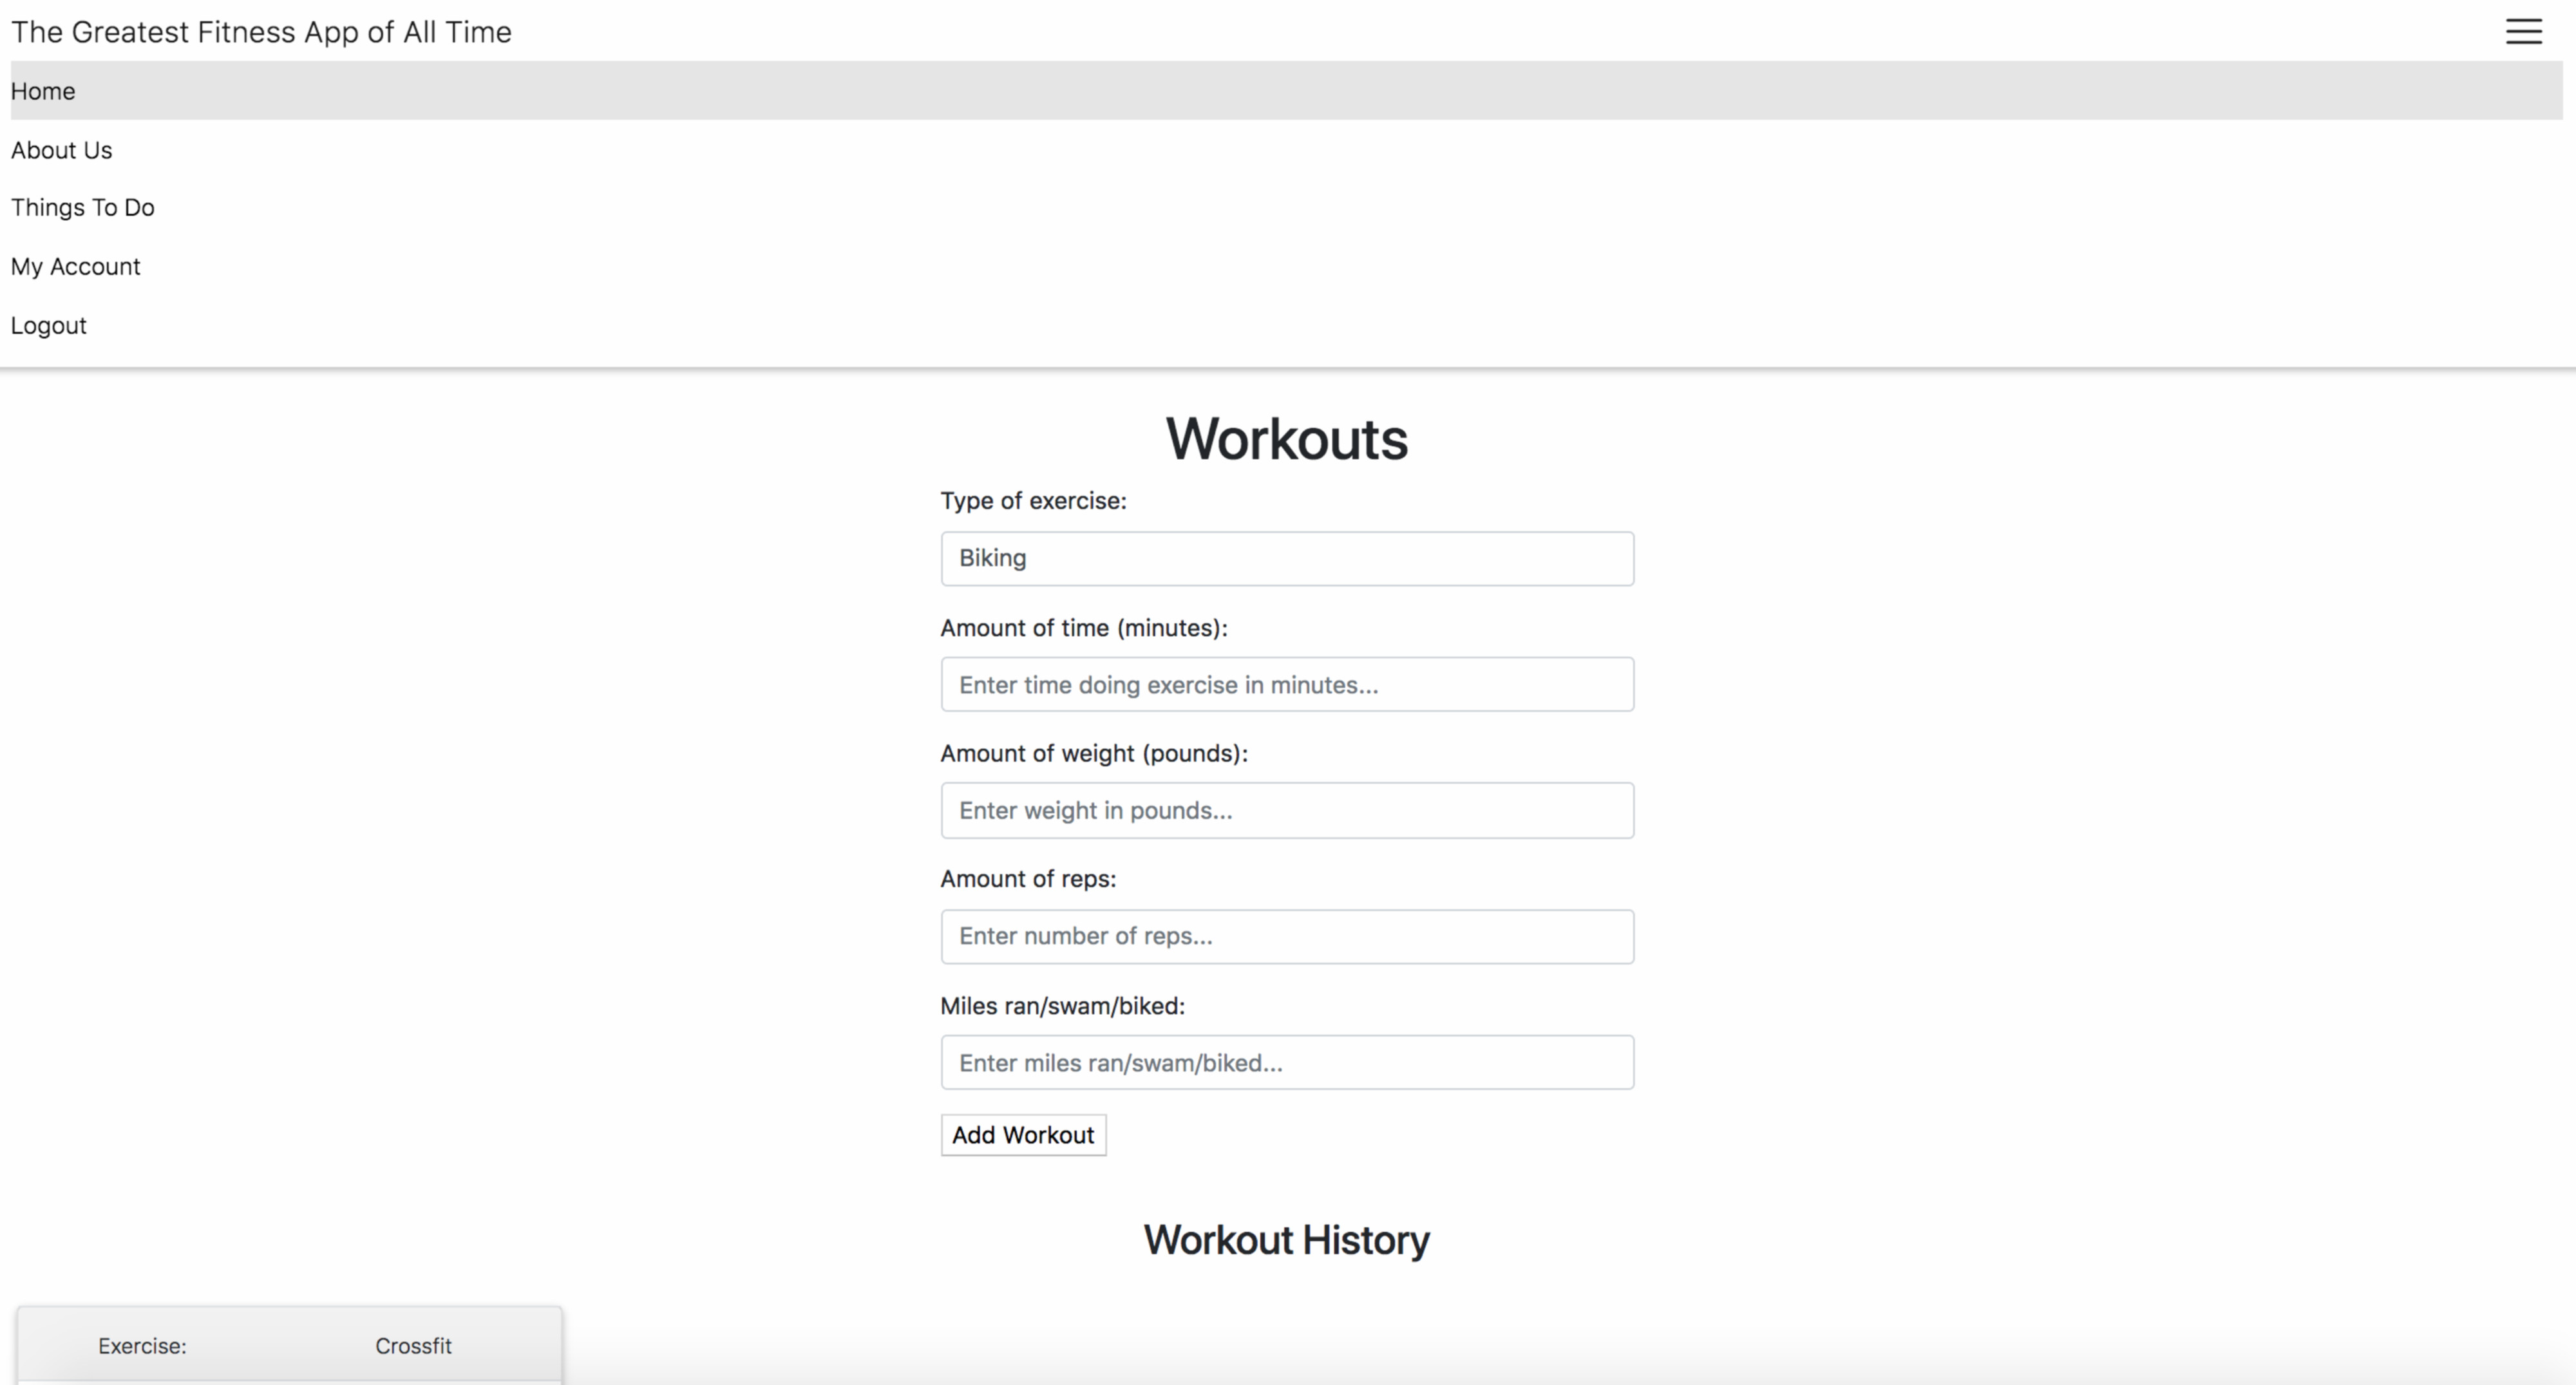 The Greatest Fitness App of All Time
Home
About Us
Things To Do
My Account
Logout
Workouts
Type of exercise:
Biking
Amount of time (minutes):
Enter time doing exercise in minutes...
Amount of weight (pounds):
Enter weight in pounds...
Amount of reps:
Enter number of reps...
Miles ran/swam/biked:
Enter miles ran/swam/biked...
Add Workout
Workout History
Exercise: Crossfit